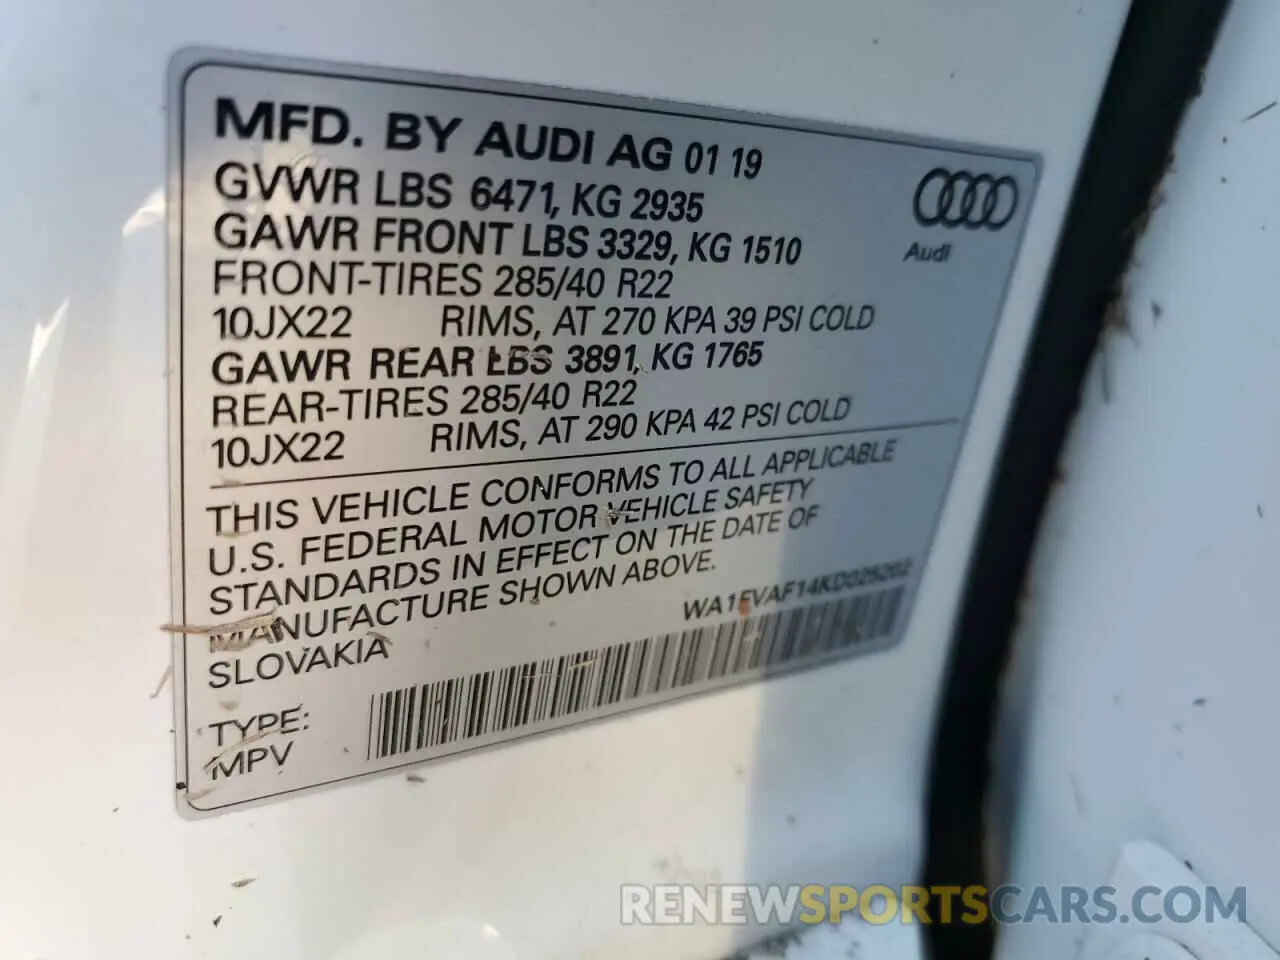 MFD. BY AUDI AG 01 19
GVWR LBS 6471, KG 2935
GAWR FRONT LBS 3329, KG 1510
FRONT-TIRES 285/40 R22
10JX22 RIMS, AT 270 KPA 39 PSI COLD
GAWR REAR LBS 3891, KG 1765
REAR-TIRES 285/40 R22
10JX22 RIMS, AT 290 KPA 42 PSI COLD
Audi
THIS VEHICLE CONFORMS TO ALL APPLICABLE
U.S. FEDERAL MOTOR VEHICLE SAFETY
STANDARDS IN EFFECT ON THE DATE OF
MANUFACTURE SHOWN ABOVE.
SLOVAKIA
WA1FVAF14KD025202
TYPE:
MPV
RENEWSPORTSCARS.COM